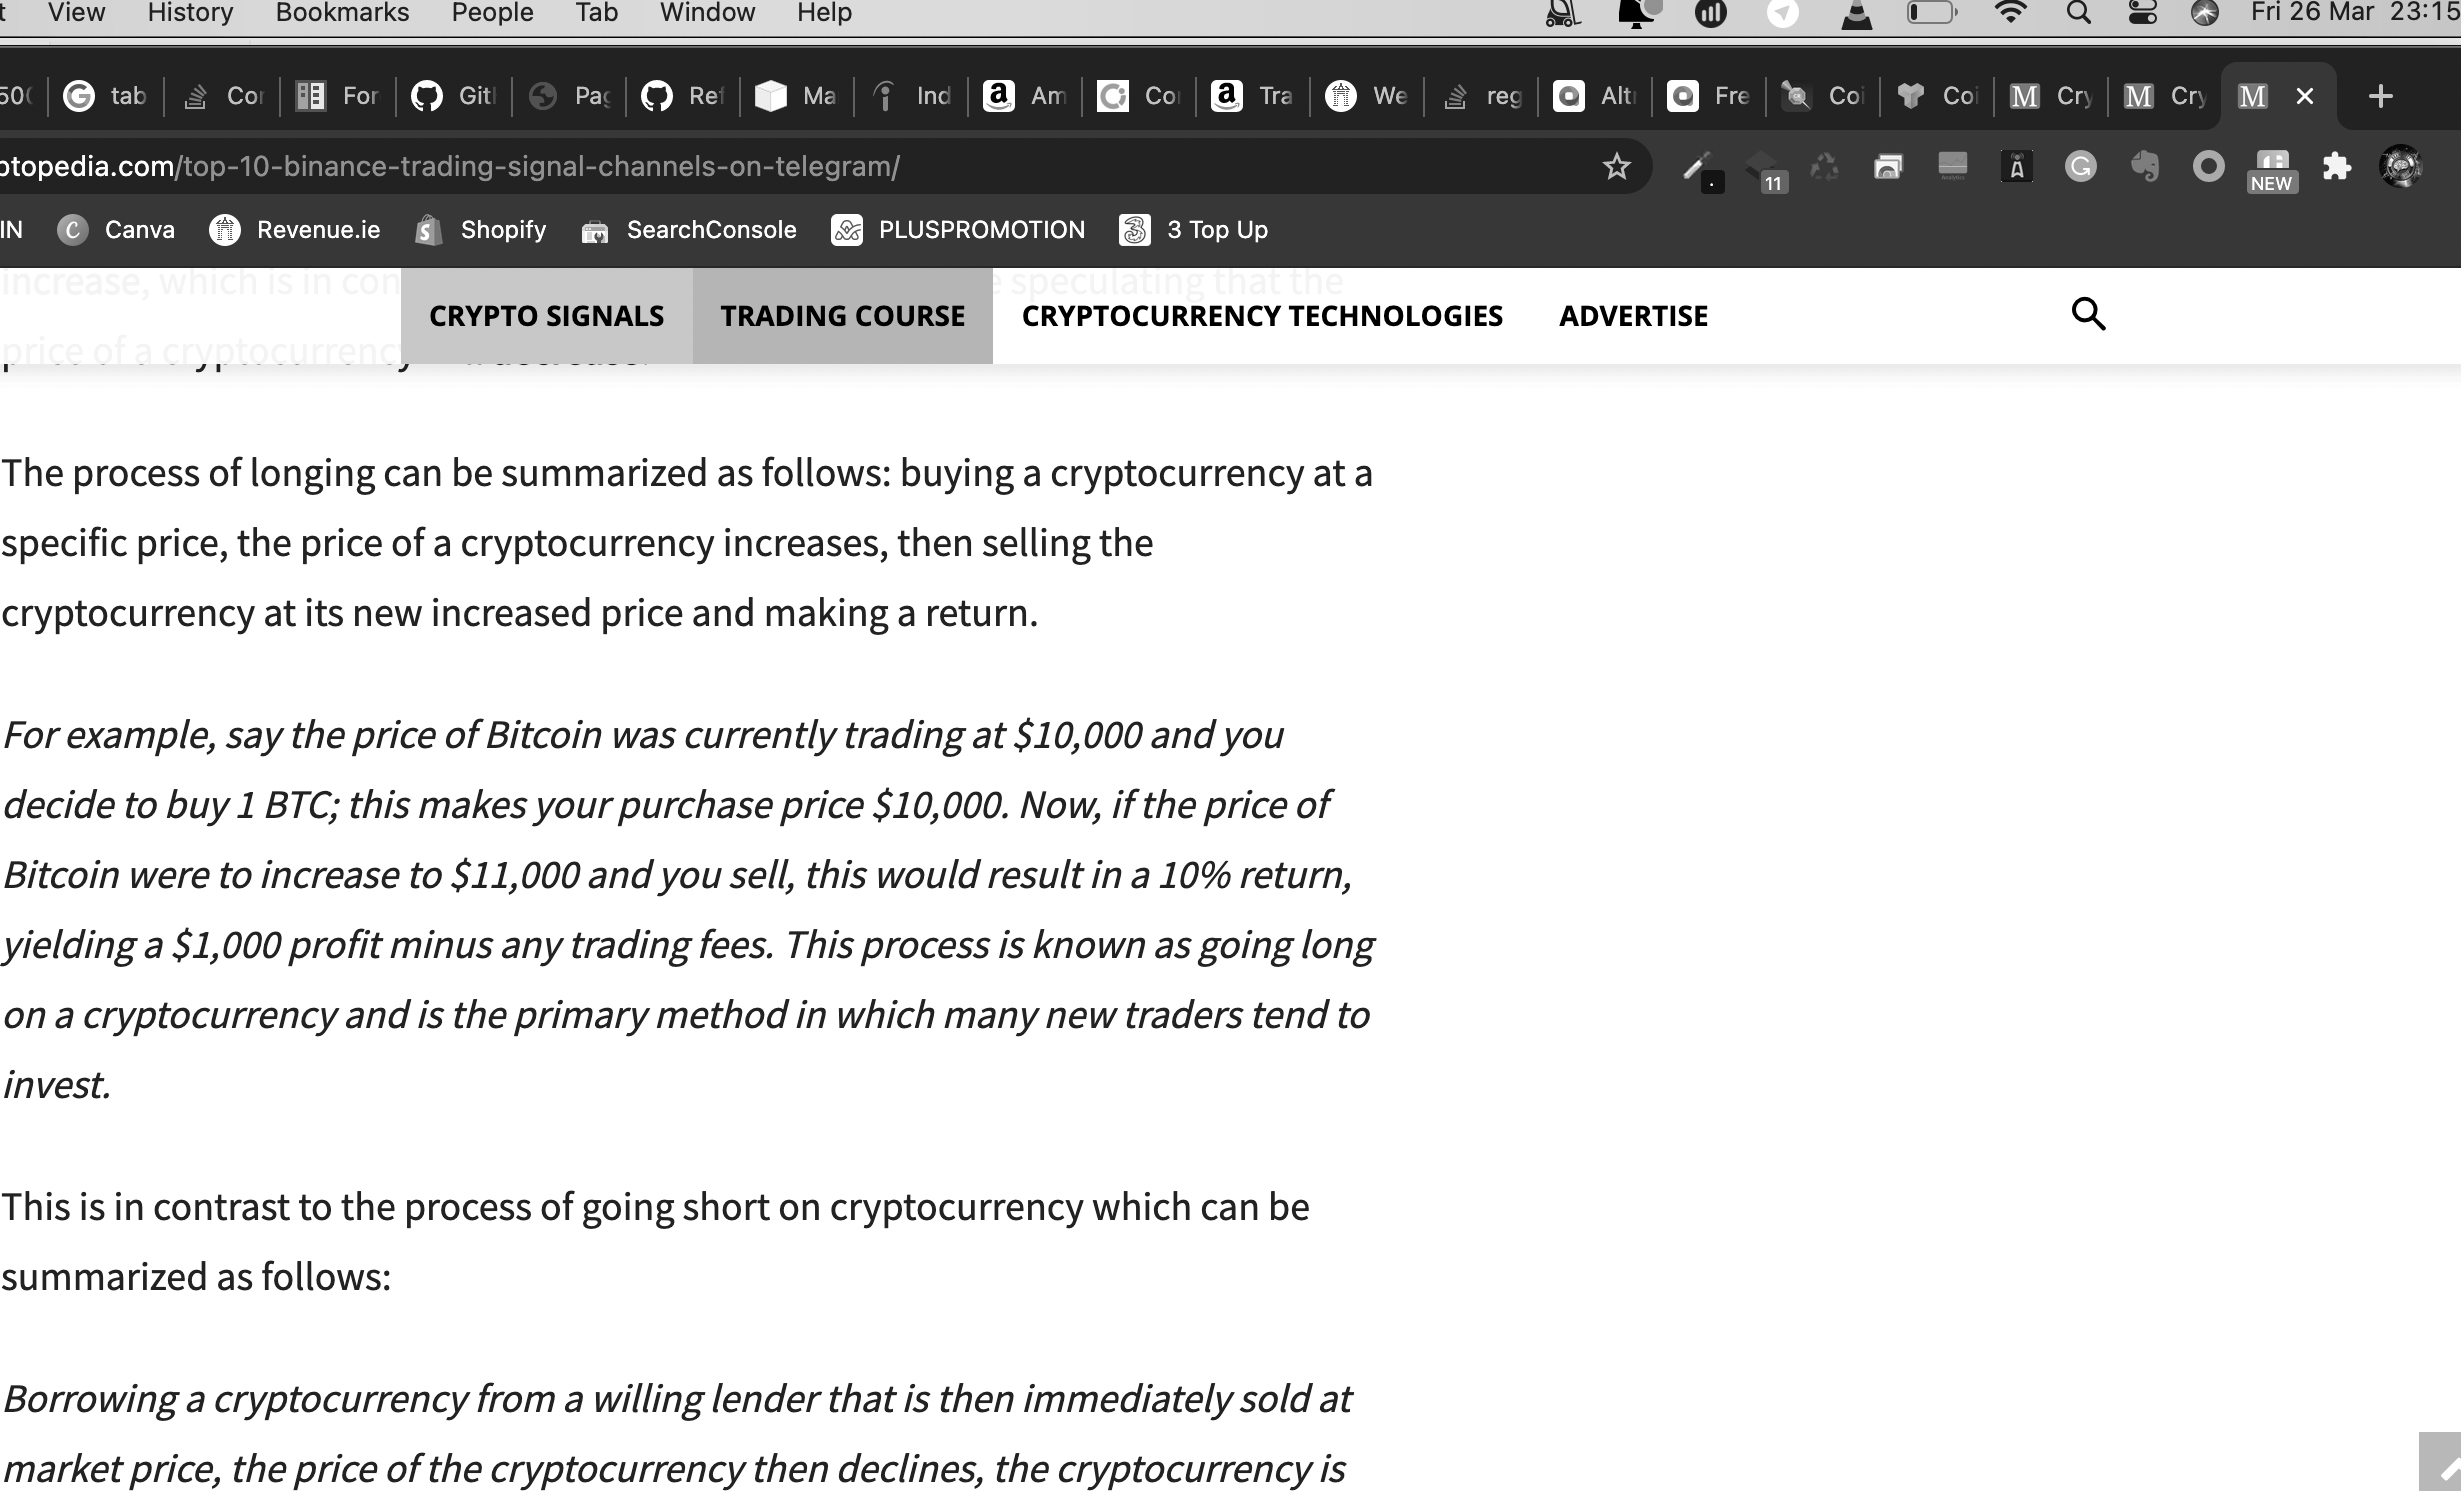 View History Bookmarks People Tab Window Help Fri 26 Mar 23:15
tab Cor For Git Pag Ref Ma Ind Am Co Tra We reg Alt Fre Coi Coi Cry Cry
ptopedia.com/top-10-binance-trading-signal-channels-on-telegram/ 11 NEW
IN Canva Revenue.ie Shopify SearchConsole PLUSPROMOTION 3 Top Up
increase, which is in con speculating that the
CRYPTO SIGNALS TRADING COURSE CRYPTOCURRENCY TECHNOLOGIES ADVERTISE
price of a cryptocurrency decrease.
The process of longing can be summarized as follows: buying a cryptocurrency at a
specific price, the price of a cryptocurrency increases, then selling the
cryptocurrency at its new increased price and making a return.
For example, say the price of Bitcoin was currently trading at $10,000 and you
decide to buy 1 BTC; this makes your purchase price $10,000. Now, if the price of
Bitcoin were to increase to $11,000 and you sell, this would result in a 10% return,
yielding a $1,000 profit minus any trading fees. This process is known as going long
on a cryptocurrency and is the primary method in which many new traders tend to
invest.
This is in contrast to the process of going short on cryptocurrency which can be
summarized as follows:
Borrowing a cryptocurrency from a willing lender that is then immediately sold at
market price, the price of the cryptocurrency then declines, the cryptocurrency is